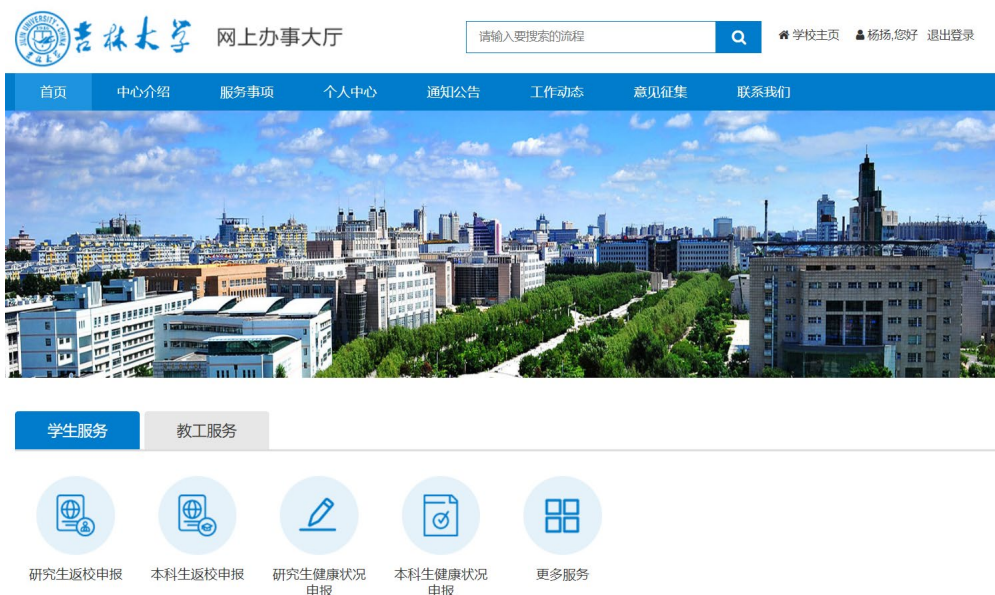 吉林大学 网上办事大厅
请输入要搜索的流程
学校主页 杨扬,您好 退出登录
首页 中心介绍 服务事项 个人中心 通知公告 工作动态 意见征集 联系我们
学生服务 教工服务
研究生返校申报 本科生返校申报 研究生健康状况 本科生健康状况 更多服务
申报 申报